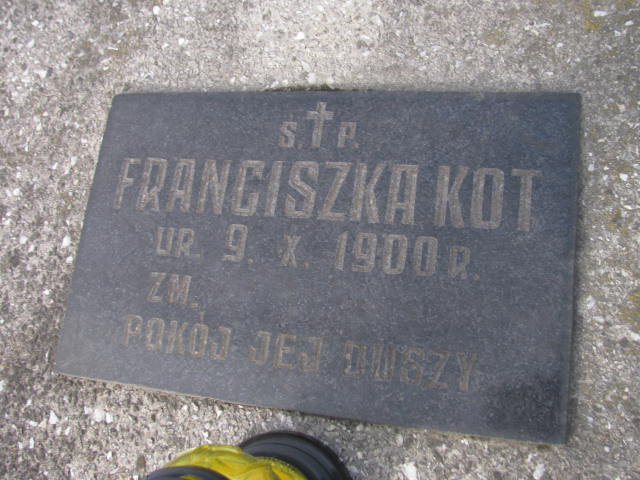 Ś.P.
FRANCISZKA KOT
UR. 9. X. 1900 R.
ZM.
POKÓJ JEJ DUSZY